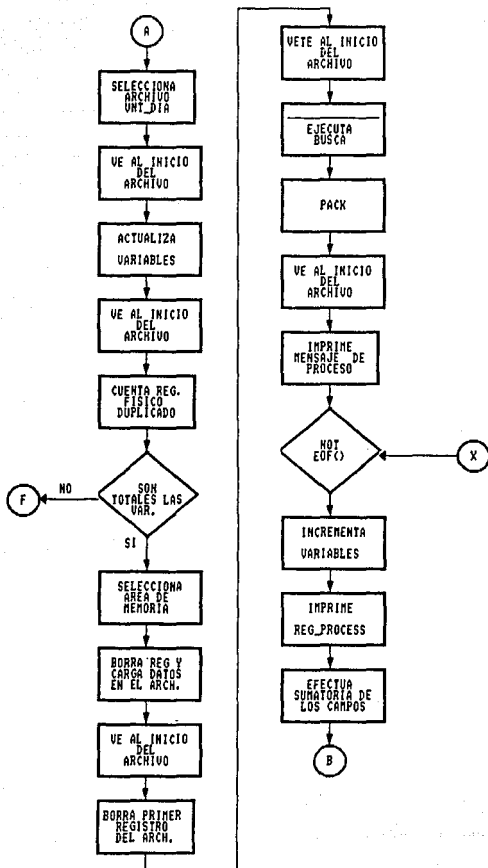 A
SELECCIONA
ARCHIVO
VNT_DIA
VE AL INICIO
DEL
ARCHIVO
ACTUALIZA
VARIABLES
VE AL INICIO
DEL
ARCHIVO
CUENTA REG.
FISICO
DUPLICADO
SON
TOTALES LAS
VAR.
NO
F
SI
SELECCIONA
AREA DE
MEMORIA
BORRA REG Y
CARGA DATOS
EN EL ARCH.
VE AL INICIO
DEL
ARCHIVO
BORRA PRIMER
REGISTRO
DEL ARCH.
VETE AL INICIO
DEL
ARCHIVO
EJECUTA
BUSCA
PACK
VE AL INICIO
DEL
ARCHIVO
IMPRIME
MENSAJE DE
PROCESO
NOT
EOF()
X
INCREMENTA
VARIABLES
IMPRIME
REG_PROCESS
EFECTUA
SUMATORIA DE
LOS CAMPOS
B